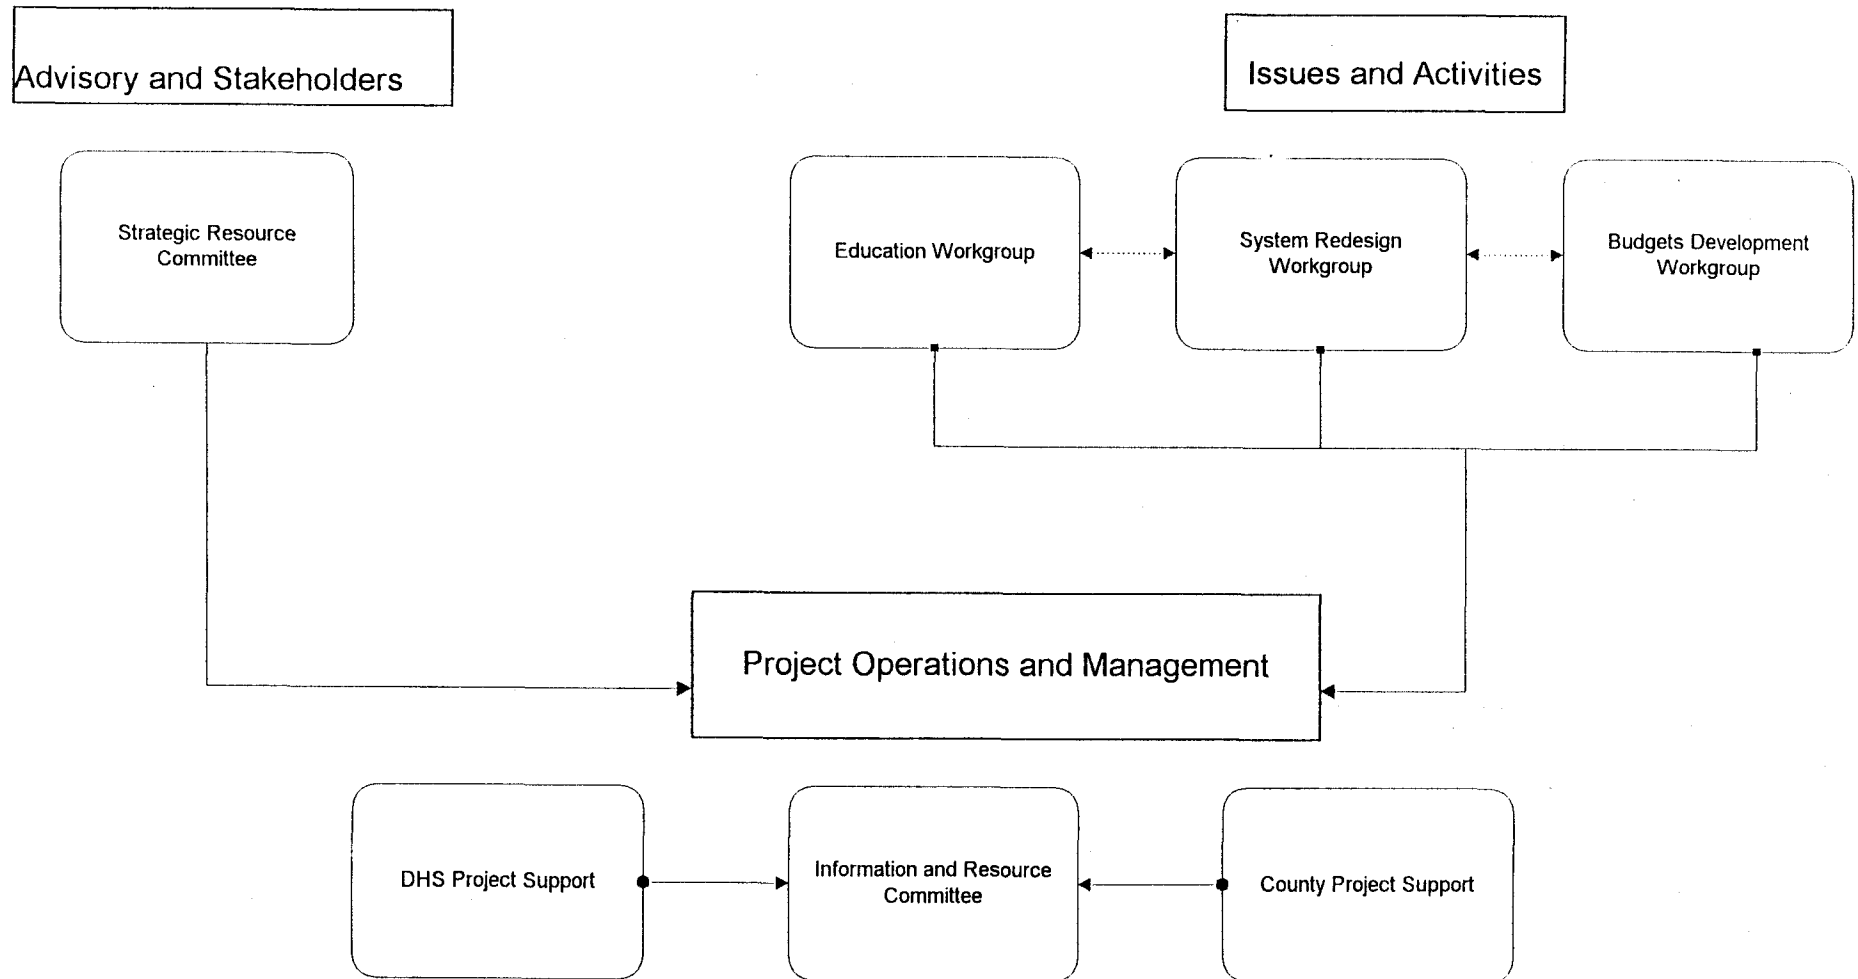 Advisory and Stakeholders
Issues and Activities
Strategic Resource
Committee
Education Workgroup
System Redesign
Workgroup
Budgets Development
Workgroup
Project Operations and Management
DHS Project Support
Information and Resource
Committee
County Project Support